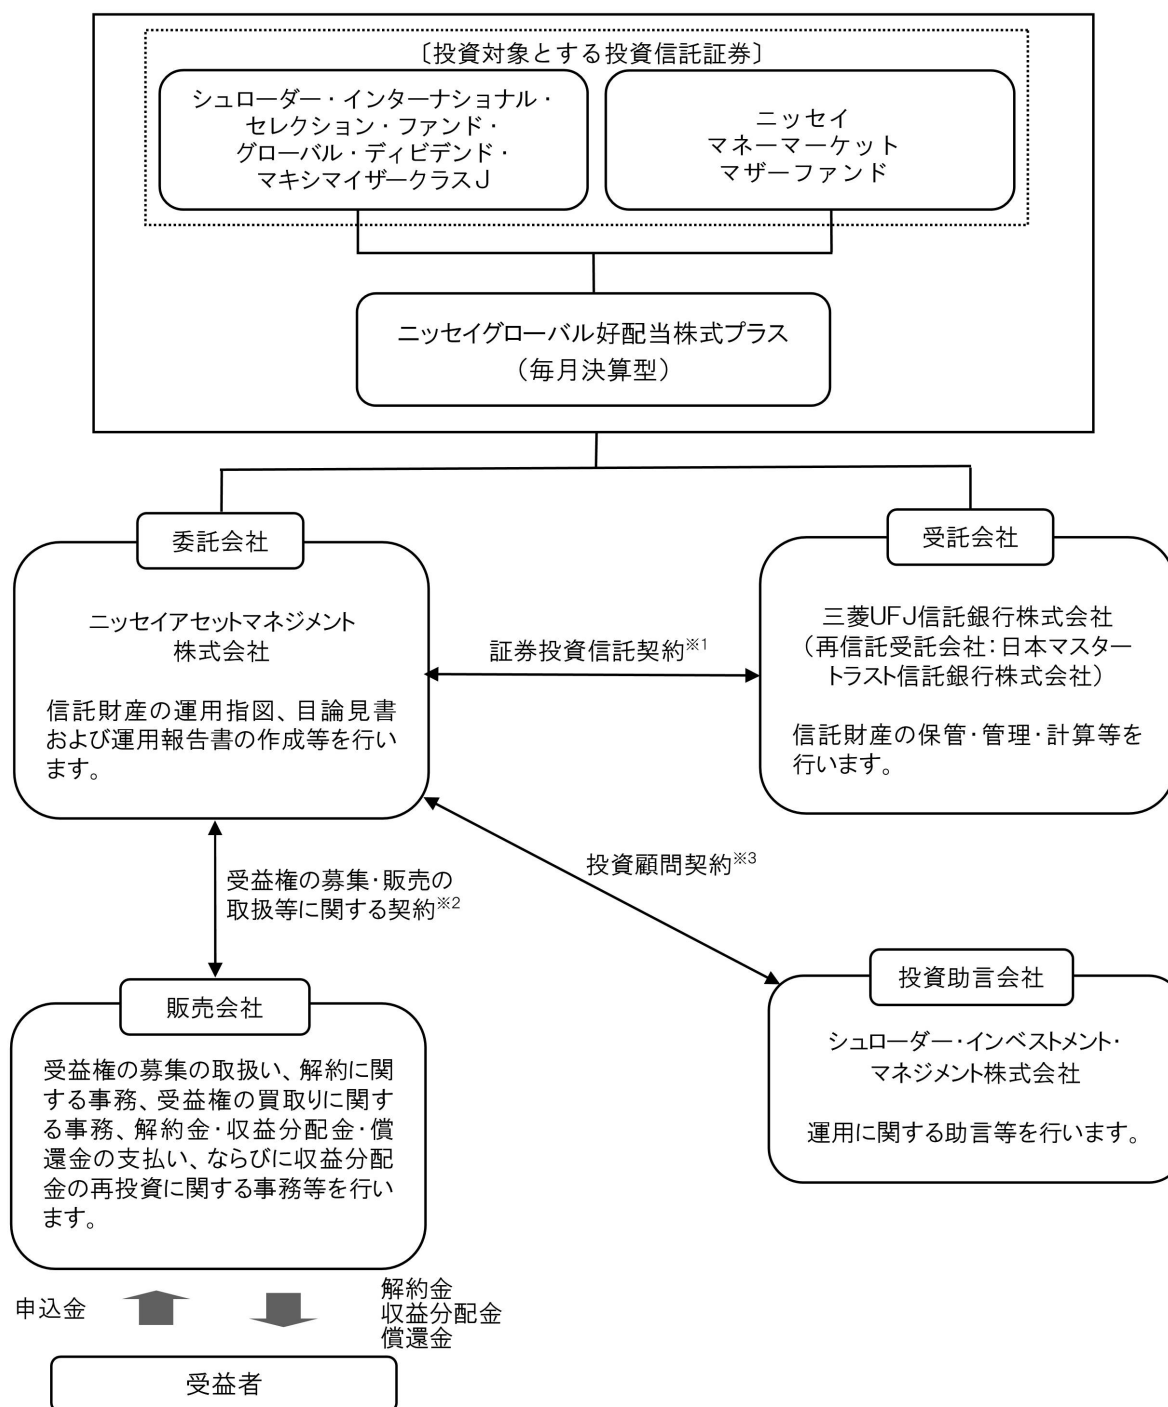 〔投資対象とする投資信託証券〕
シュローダー・インターナショナル・
セレクション・ファンド・
グローバル・ディビデンド・
マキシマイザークラスJ
ニッセイ
マネーマーケット
マザーファンド
ニッセイグローバル好配当株式プラス
（毎月決算型）
委託会社
ニッセイアセットマネジメント
株式会社
信託財産の運用指図、目論見書
および運用報告書の作成等を行い
ます。
証券投資信託契約※1
受託会社
三菱UFJ信託銀行株式会社
（再信託受託会社：日本マスター
トラスト信託銀行株式会社）
信託財産の保管・管理・計算等を
行います。
受益権の募集・販売の
取扱等に関する契約※2
投資顧問契約※3
販売会社
受益権の募集の取扱い、解約に関
する事務、受益権の買取りに関す
る事務、解約金・収益分配金・償
還金の支払い、ならびに収益分配
金の再投資に関する事務等を行い
ます。
投資助言会社
シュローダー・インベストメント・
マネジメント株式会社
運用に関する助言等を行います。
申込金
解約金
収益分配金
償還金
受益者